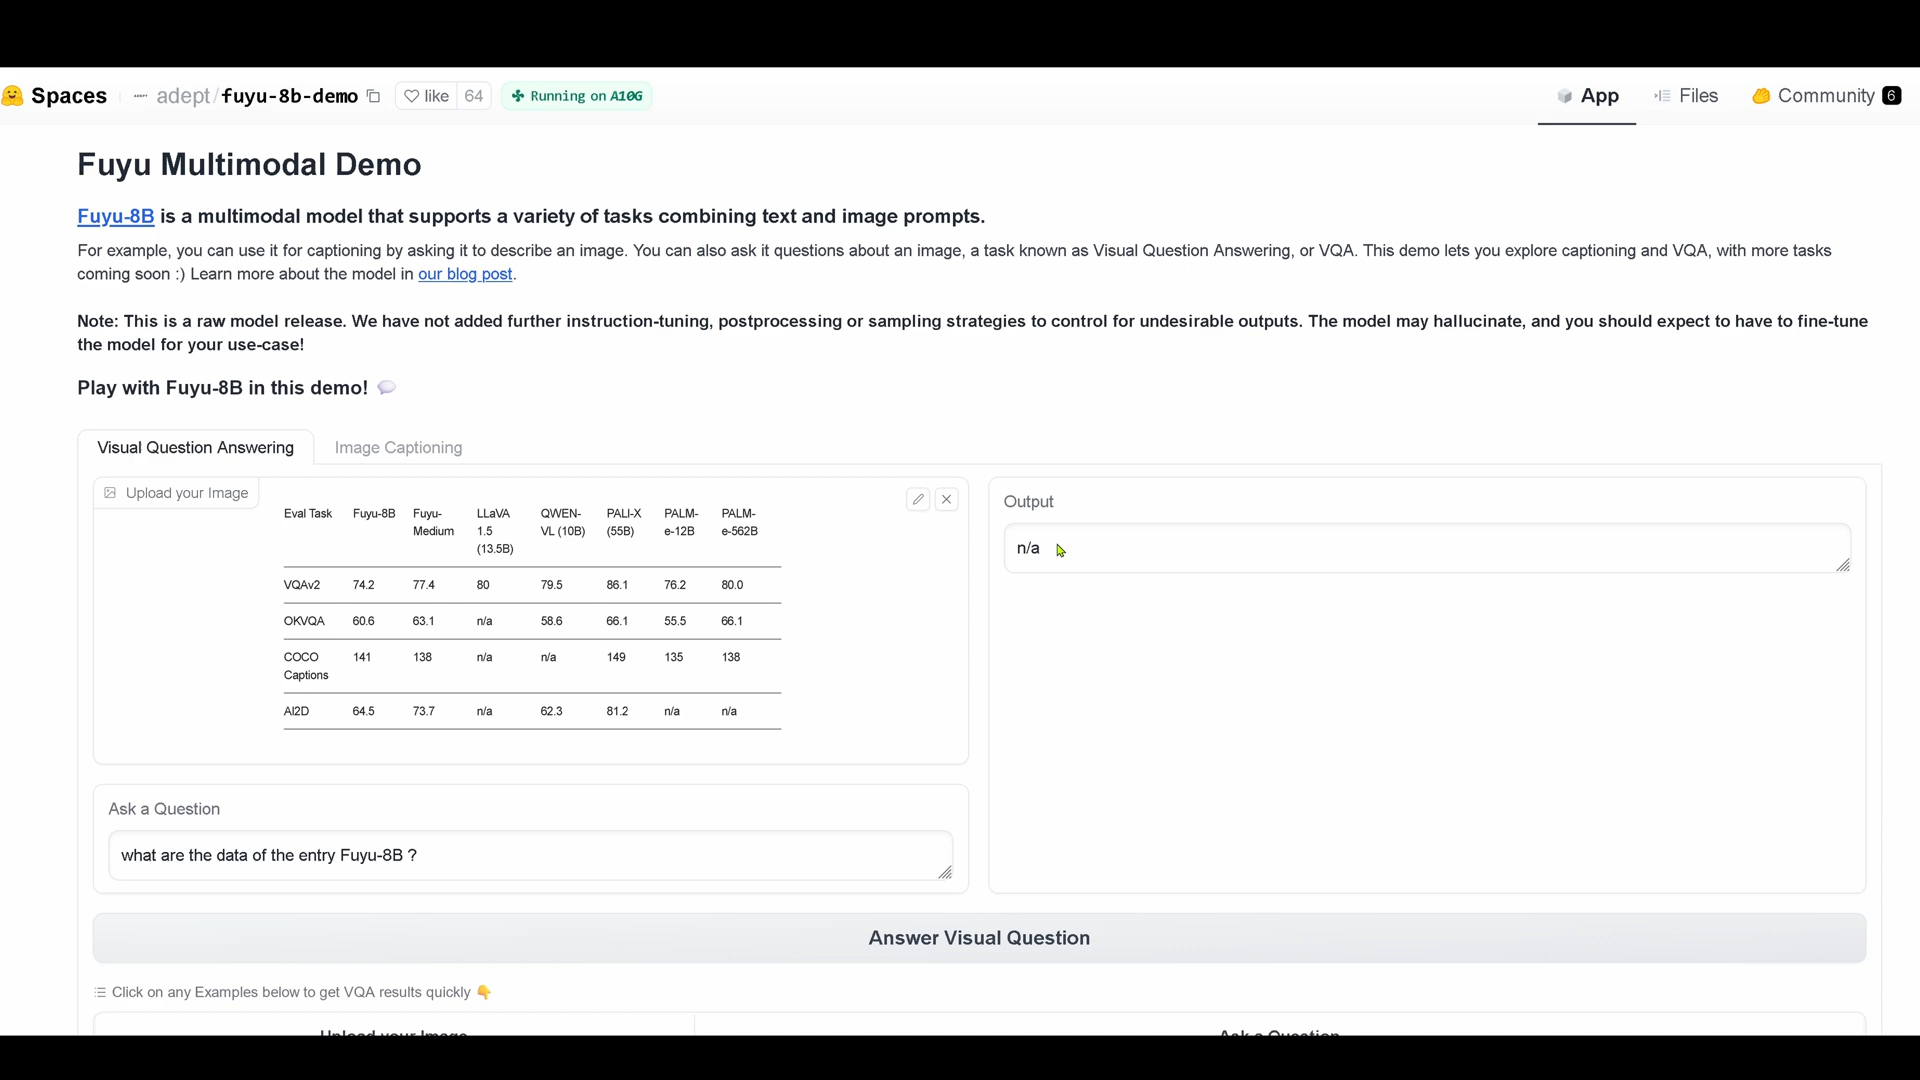 Spaces adept/fuyu-8b-demo like 64 Running on A10G App Files Community 6
Fuyu Multimodal Demo
Fuyu-8B is a multimodal model that supports a variety of tasks combining text and image prompts.
For example, you can use it for captioning by asking it to describe an image. You can also ask it questions about an image, a task known as Visual Question Answering, or VQA. This demo lets you explore captioning and VQA, with more tasks
coming soon :) Learn more about the model in our blog post.
Note: This is a raw model release. We have not added further instruction-tuning, postprocessing or sampling strategies to control for undesirable outputs. The model may hallucinate, and you should expect to have to fine-tune
the model for your use-case!
Play with Fuyu-8B in this demo!
Visual Question Answering Image Captioning
Upload your Image
Eval Task Fuyu-8B Fuyu- LLaVA QWEN- PALI-X PALM- PALM-
Medium 1.5 VL (10B) (55B) e-12B e-562B
(13.5B)
VQAv2 74.2 77.4 80 79.5 86.1 76.2 80.0
OKVQA 60.6 63.1 n/a 58.6 66.1 55.5 66.1
COCO 141 138 n/a n/a 149 135 138
Captions
AI2D 64.5 73.7 n/a 62.3 81.2 n/a n/a
Output
n/a
Ask a Question
what are the data of the entry Fuyu-8B ?
Answer Visual Question
Click on any Examples below to get VQA results quickly
Upload your Image Ask a Question